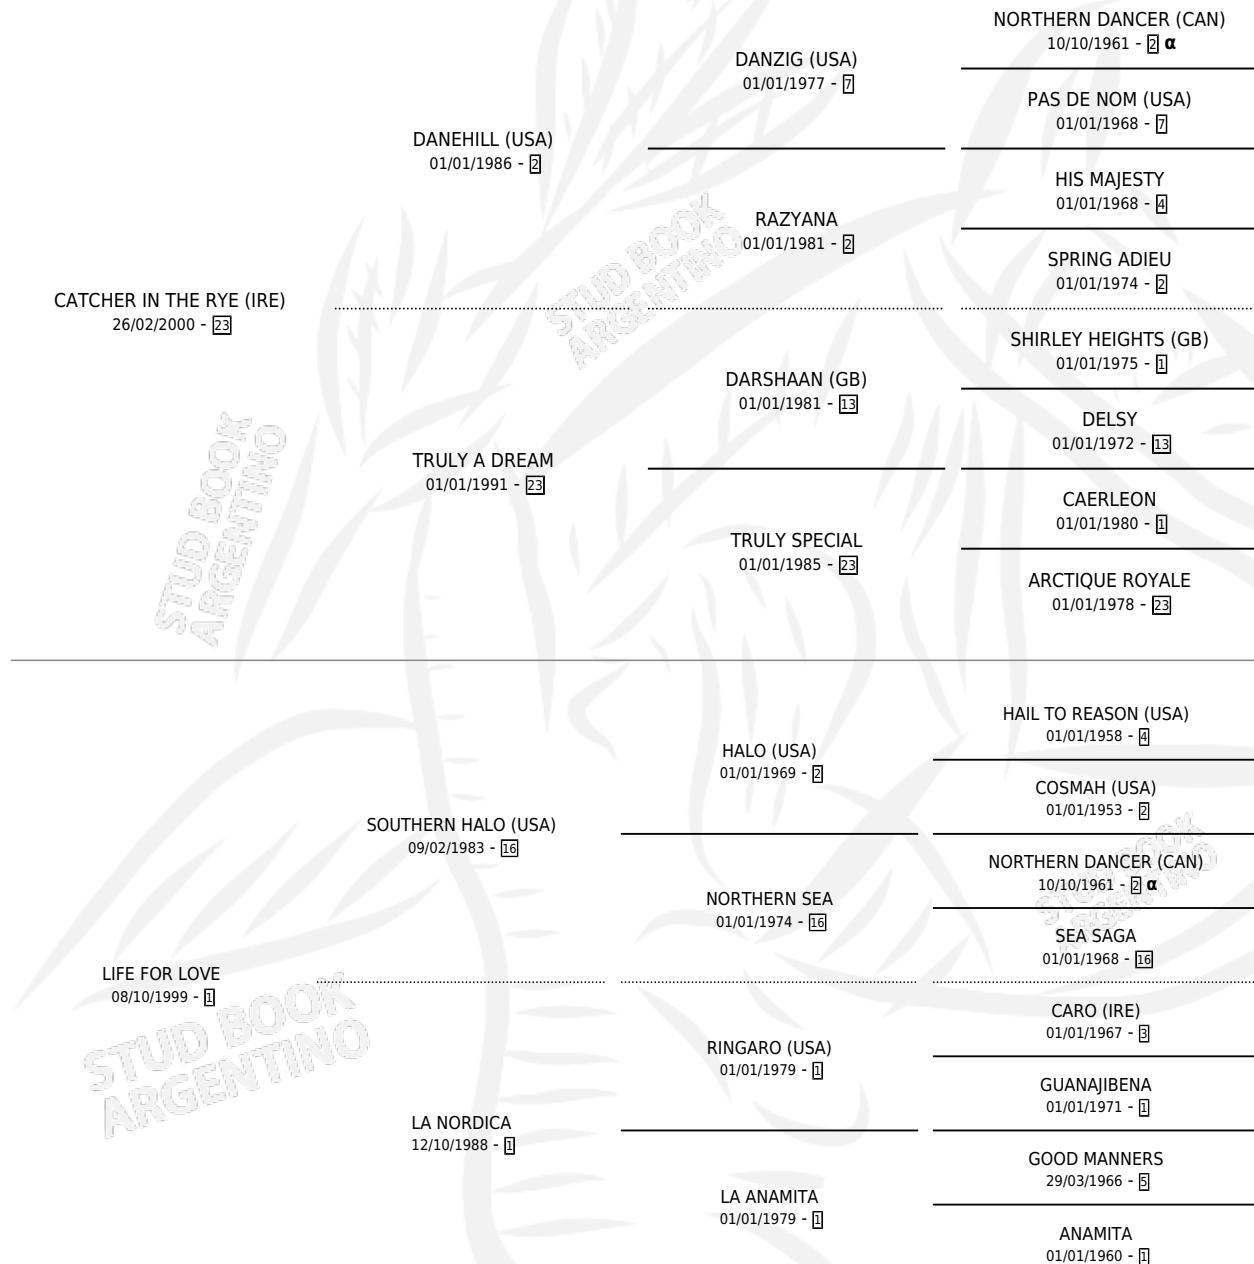 NORTHERN DANCER (CAN)
10/10/1961 - 2 α
DANZIG (USA)
01/01/1977 - 7
PAS DE NOM (USA)
01/01/1968 - 7
DANEHILL (USA)
01/01/1986 - 2
HIS MAJESTY
01/01/1968 - 4
RAZYANA
01/01/1981 - 2
SPRING ADIEU
01/01/1974 - 2
CATCHER IN THE RYE (IRE)
26/02/2000 - 23
SHIRLEY HEIGHTS (GB)
01/01/1975 - 1
DARSHAAN (GB)
01/01/1981 - 13
DELSY
01/01/1972 - 13
TRULY A DREAM
01/01/1991 - 23
CAERLEON
01/01/1980 - 1
TRULY SPECIAL
01/01/1985 - 23
ARCTIQUE ROYALE
01/01/1978 - 23
HAIL TO REASON (USA)
01/01/1958 - 4
HALO (USA)
01/01/1969 - 2
COSMAH (USA)
01/01/1953 - 2
SOUTHERN HALO (USA)
09/02/1983 - 16
NORTHERN DANCER (CAN)
10/10/1961 - 2 α
NORTHERN SEA
01/01/1974 - 16
SEA SAGA
01/01/1968 - 16
LIFE FOR LOVE
08/10/1999 - 1
CARO (IRE)
01/01/1967 - 3
RINGARO (USA)
01/01/1979 - 1
GUANAJIBENA
01/01/1971 - 1
LA NORDICA
12/10/1988 - 1
GOOD MANNERS
29/03/1966 - 5
LA ANAMITA
01/01/1979 - 1
ANAMITA
01/01/1960 - 1
STUD BOOK
ARGENTINO
STUD BOOK
ARGENTINO
STUD BOOK
ARGENTINO
STUD BOOK
ARGENTINO